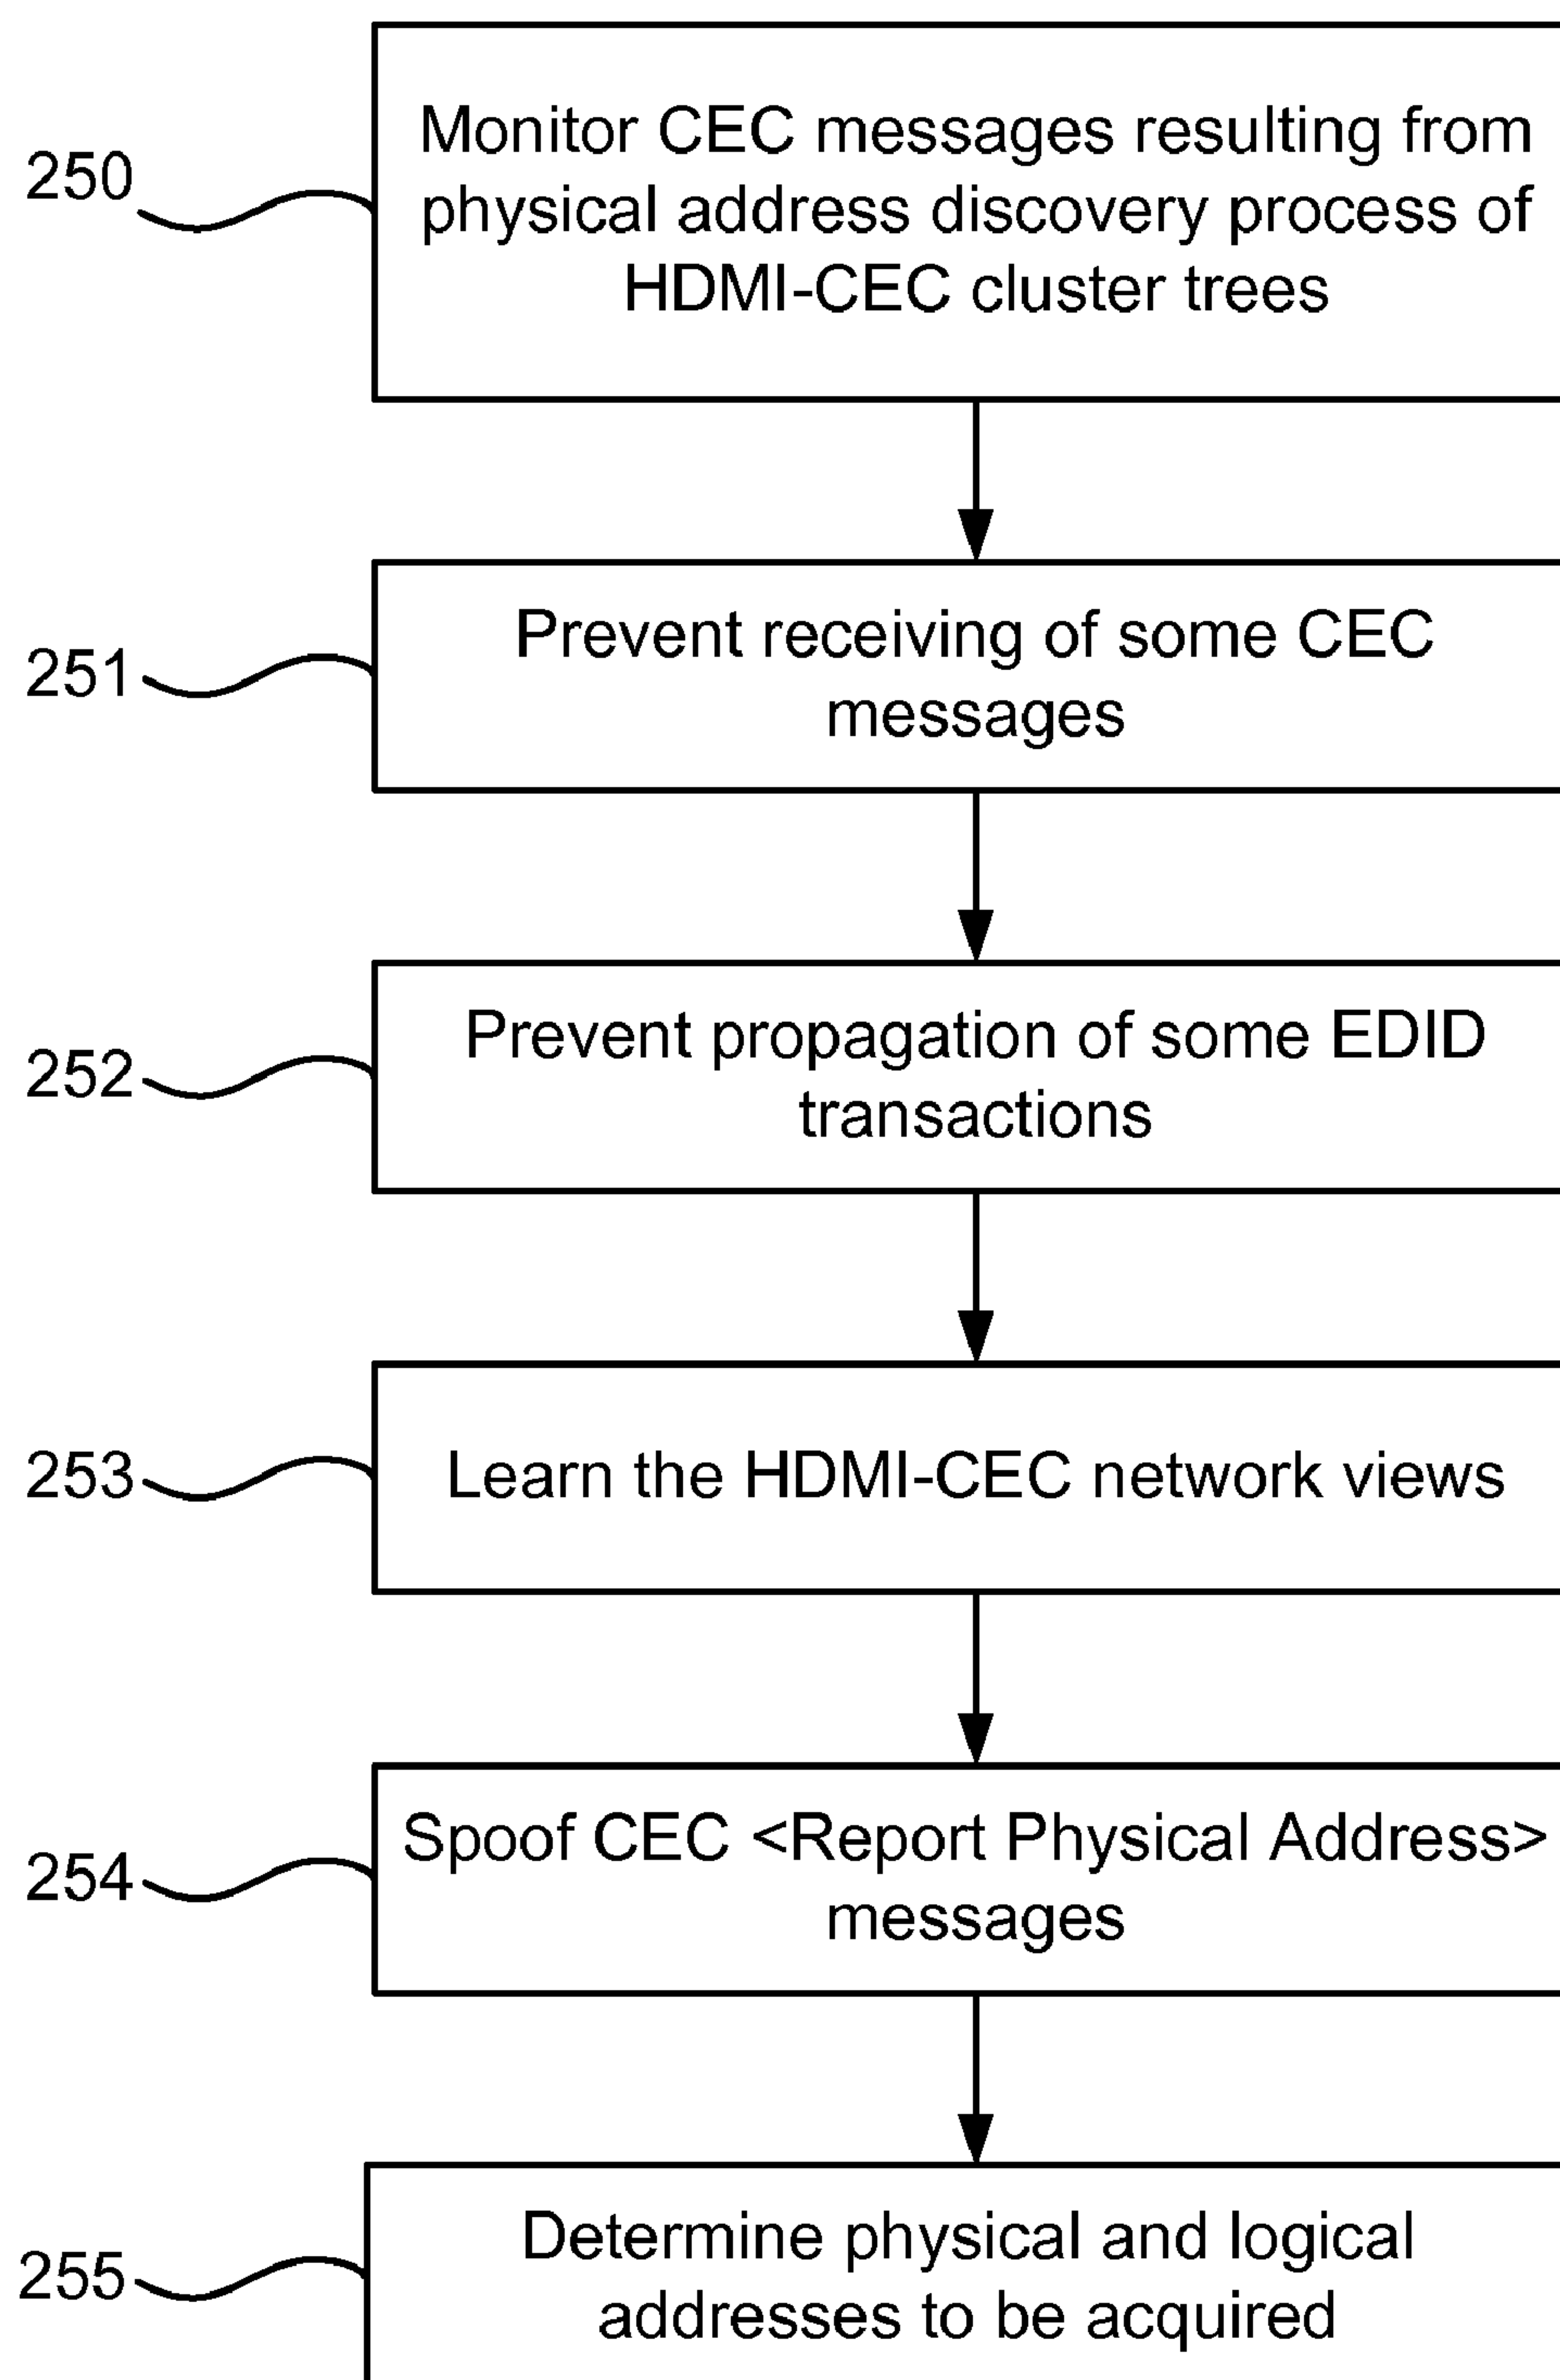 250
Monitor CEC messages resulting from
physical address discovery process of
HDMI-CEC cluster trees
251
Prevent receiving of some CEC
messages
252
Prevent propagation of some EDID
transactions
253
Learn the HDMI-CEC network views
254
Spoof CEC <Report Physical Address>
messages
255
Determine physical and logical
addresses to be acquired